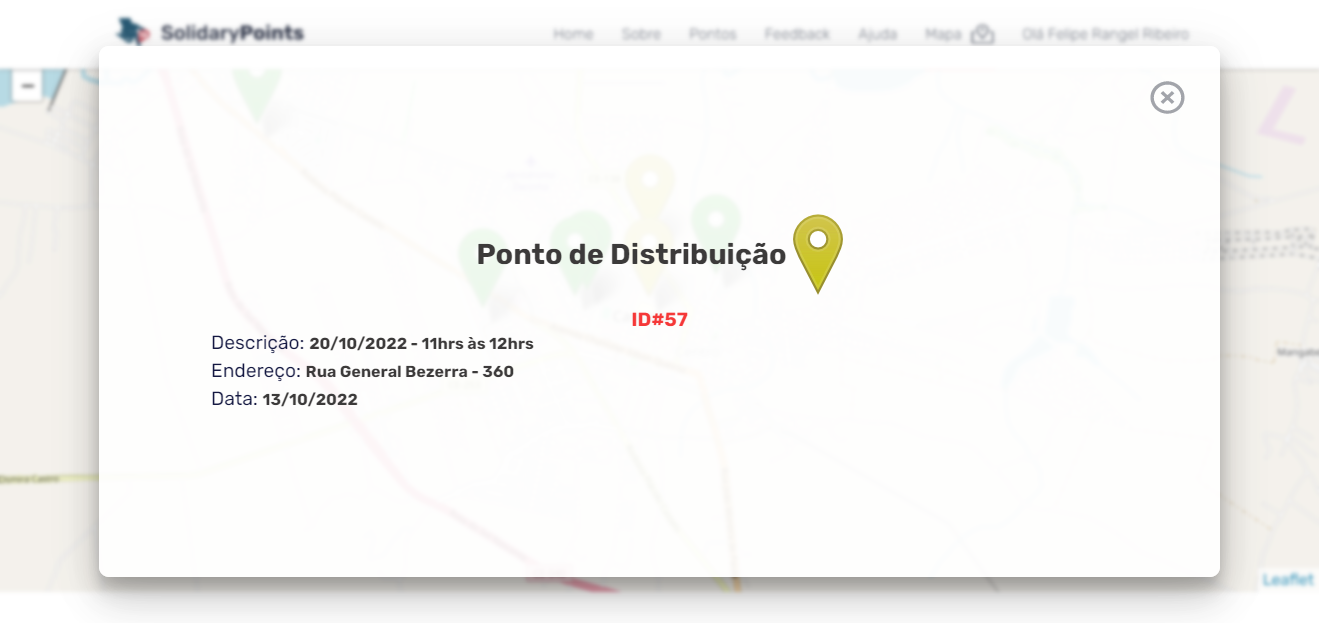 SolidaryPoints
Home Sobre Pontos Feedback Ajuda Mapa Olá Felipe Rangel Ribeiro
Ponto de Distribuição
ID#57
Descrição: 20/10/2022 - 11hrs às 12hrs
Endereço: Rua General Bezerra - 360
Data: 13/10/2022
Leaflet